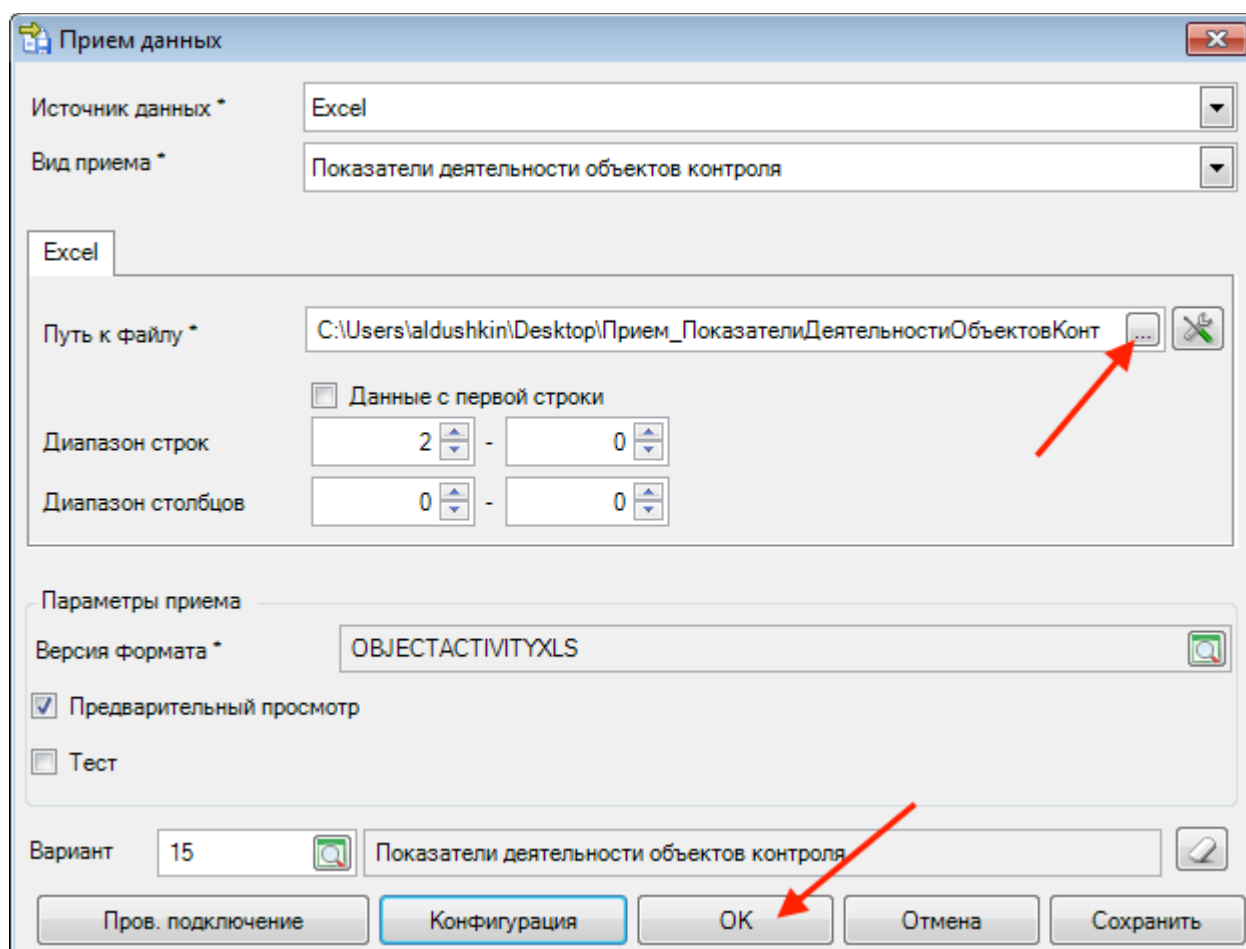 Прием данных
Источник данных * Excel
Вид приема * Показатели деятельности объектов контроля
Excel
Путь к файлу * C:\Users\aldushkin\Desktop\Прием_ПоказателиДеятельностиОбъектовКонт ...
Данные с первой строки
Диапазон строк 2 - 0
Диапазон столбцов 0 - 0
Параметры приема
Версия формата * OBJECTACTIVITYXLS
Предварительный просмотр
Тест
Вариант 15 Показатели деятельности объектов контроля
Пров. подключение Конфигурация OK Отмена Сохранить